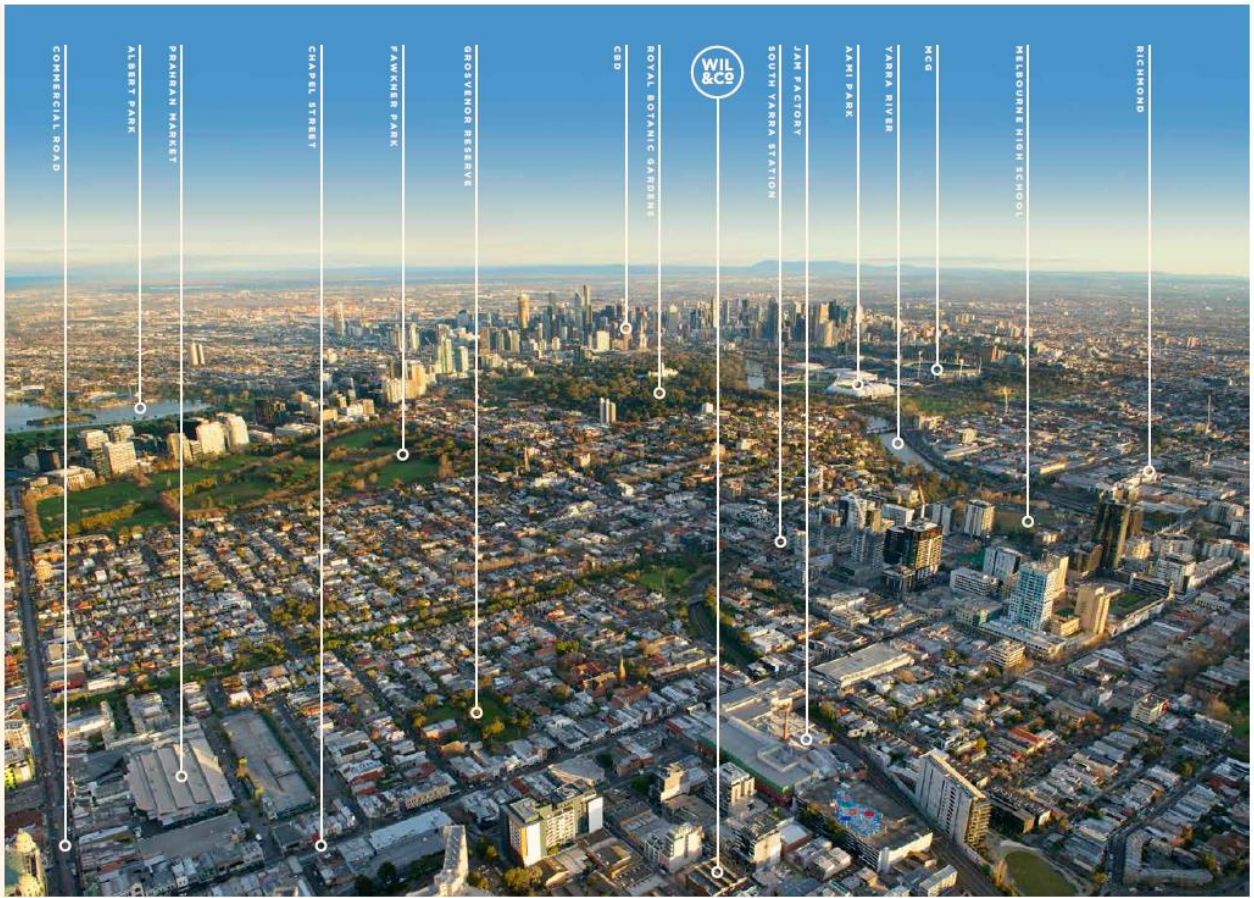 COMMERCIAL ROAD
ALBERT PARK
PRAHRAN MARKET
CHAPEL STREET
FAWKNER PARK
GROSVENOR RESERVE
CBD
ROYAL BOTANIC GARDENS
WIL
&CO
SOUTH YARRA STATION
JAM FACTORY
AAMI PARK
YARRA RIVER
MCG
MELBOURNE HIGH SCHOOL
RICHMOND